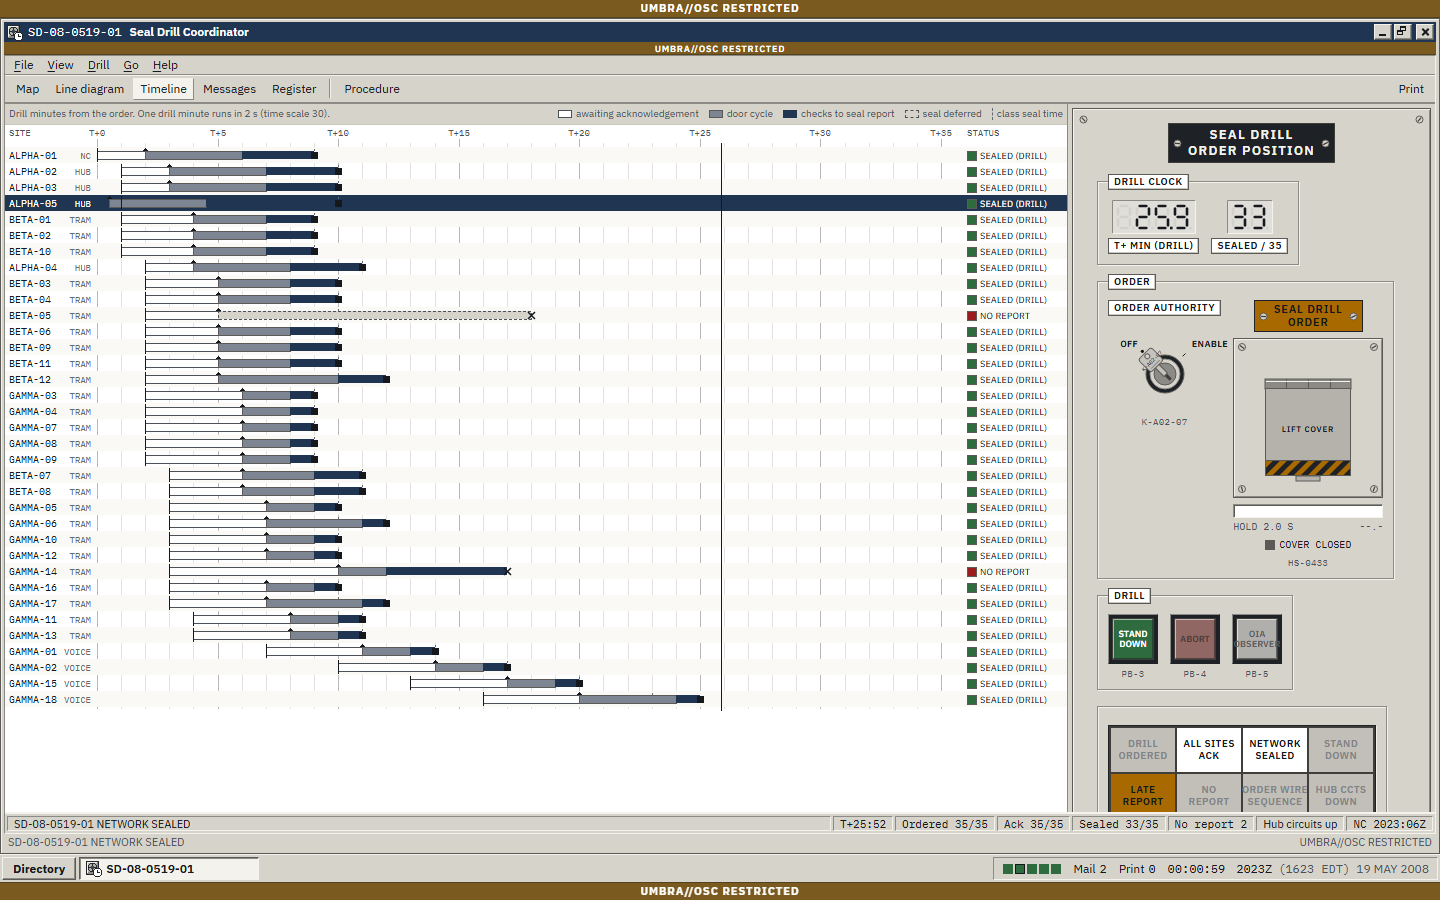 UMBRA//OSC RESTRICTED
SD-08-0519-01 Seal Drill Coordinator
UMBRA//OSC RESTRICTED
File View Drill Go Help
Map Line diagram Timeline Messages Register Procedure Print
Drill minutes from the order. One drill minute runs in 2 s (time scale 30). awaiting acknowledgement door cycle checks to seal report seal deferred class seal time
SITE T+0 T+5 T+10 T+15 T+20 T+25 T+30 T+35 STATUS
ALPHA-01 NC SEALED (DRILL)
ALPHA-02 HUB SEALED (DRILL)
ALPHA-03 HUB SEALED (DRILL)
ALPHA-05 HUB SEALED (DRILL)
BETA-01 TRAM SEALED (DRILL)
BETA-02 TRAM SEALED (DRILL)
BETA-10 TRAM SEALED (DRILL)
ALPHA-04 HUB SEALED (DRILL)
BETA-03 TRAM SEALED (DRILL)
BETA-04 TRAM SEALED (DRILL)
BETA-05 TRAM NO REPORT
BETA-06 TRAM SEALED (DRILL)
BETA-09 TRAM SEALED (DRILL)
BETA-11 TRAM SEALED (DRILL)
BETA-12 TRAM SEALED (DRILL)
GAMMA-03 TRAM SEALED (DRILL)
GAMMA-04 TRAM SEALED (DRILL)
GAMMA-07 TRAM SEALED (DRILL)
GAMMA-08 TRAM SEALED (DRILL)
GAMMA-09 TRAM SEALED (DRILL)
BETA-07 TRAM SEALED (DRILL)
BETA-08 TRAM SEALED (DRILL)
GAMMA-05 TRAM SEALED (DRILL)
GAMMA-06 TRAM SEALED (DRILL)
GAMMA-10 TRAM SEALED (DRILL)
GAMMA-12 TRAM SEALED (DRILL)
GAMMA-14 TRAM NO REPORT
GAMMA-16 TRAM SEALED (DRILL)
GAMMA-17 TRAM SEALED (DRILL)
GAMMA-11 TRAM SEALED (DRILL)
GAMMA-13 TRAM SEALED (DRILL)
GAMMA-01 VOICE SEALED (DRILL)
GAMMA-02 VOICE SEALED (DRILL)
GAMMA-15 VOICE SEALED (DRILL)
GAMMA-18 VOICE SEALED (DRILL)
SEAL DRILL
ORDER POSITION
DRILL CLOCK
25.9 33
T+ MIN (DRILL) SEALED / 35
ORDER
ORDER AUTHORITY
SEAL DRILL
ORDER
OFF ENABLE
K-A02-07
LIFT COVER
HOLD 2.0 S --.-
COVER CLOSED
HS-0433
DRILL
STAND
DOWN
ABORT
OIA
OBSERVER
PB-3 PB-4 PB-5
DRILL
ORDERED
ALL SITES
ACK
NETWORK
SEALED
STAND
DOWN
LATE
REPORT
NO
REPORT
ORDER WIRE
SEQUENCE
HUB CCTS
DOWN
SD-08-0519-01 NETWORK SEALED T+25:52 Ordered 35/35 Ack 35/35 Sealed 33/35 No report 2 Hub circuits up NC 2023:06Z
SD-08-0519-01 NETWORK SEALED UMBRA//OSC RESTRICTED
Directory SD-08-0519-01 Mail 2 Print 0 00:00:59 2023Z (1623 EDT) 19 MAY 2008
UMBRA//OSC RESTRICTED